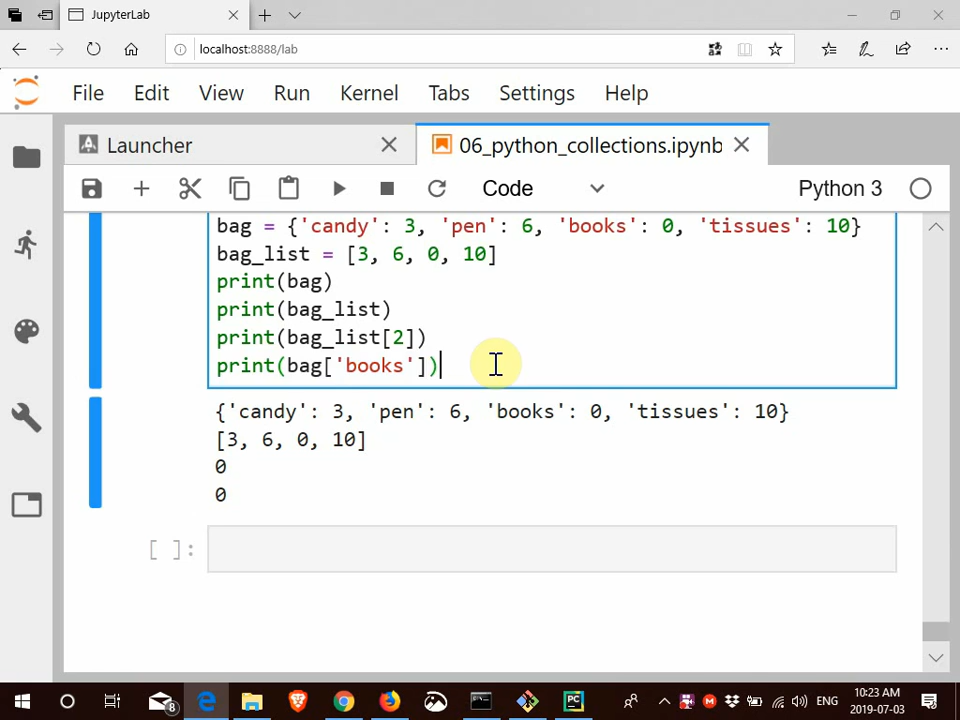 JupyterLab
localhost:8888/lab
File Edit View Run Kernel Tabs Settings Help
Launcher 06_python_collections.ipynb
Code Python 3
bag = {'candy': 3, 'pen': 6, 'books': 0, 'tissues': 10}
bag_list = [3, 6, 0, 10]
print(bag)
print(bag_list)
print(bag_list[2])
print(bag['books'])
{'candy': 3, 'pen': 6, 'books': 0, 'tissues': 10}
[3, 6, 0, 10]
0
0
[ ]:
8 PC ENG 10:23 AM
2019-07-03